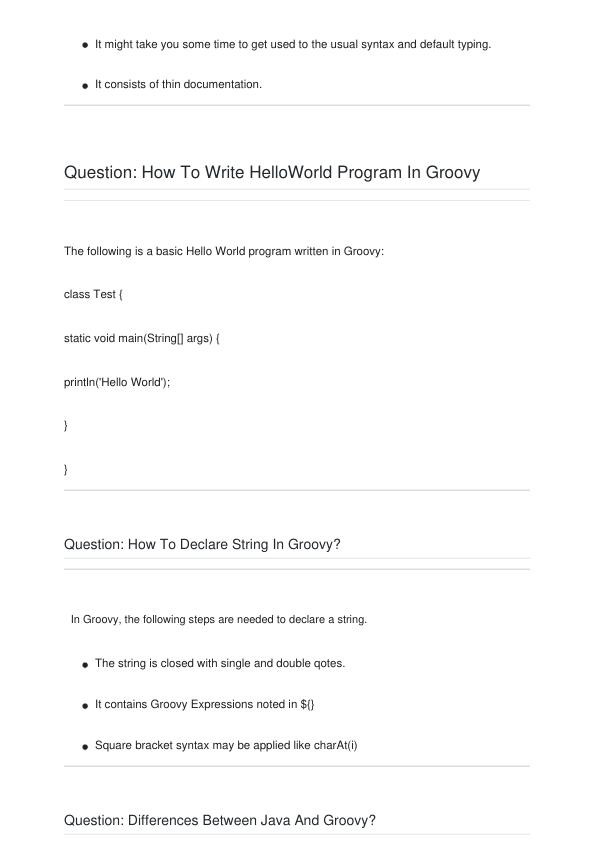 It might take you some time to get used to the usual syntax and default typing.
It consists of thin documentation.
Question: How To Write HelloWorld Program In Groovy
The following is a basic Hello World program written in Groovy:
class Test {
static void main(String[] args) {
println('Hello World');
}
}
Question: How To Declare String In Groovy?
In Groovy, the following steps are needed to declare a string.
The string is closed with single and double qotes.
It contains Groovy Expressions noted in ${}
Square bracket syntax may be applied like charAt(i)
Question: Differences Between Java And Groovy?